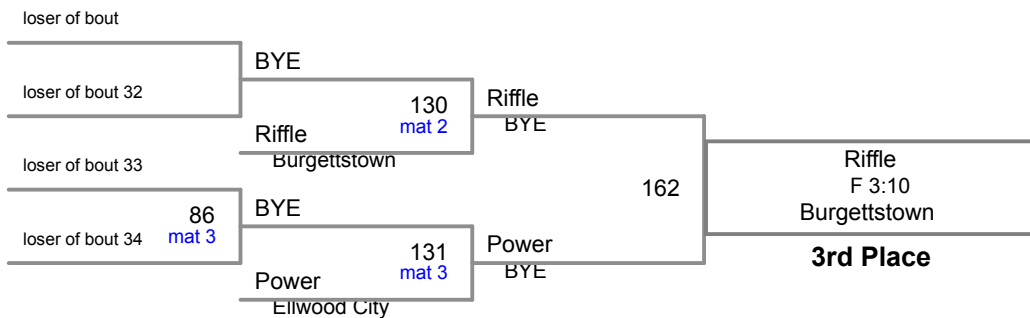 loser of bout
BYE
loser of bout 32
130
mat 2
Riffle
BYE
Riffle
Burgettstown
loser of bout 33
162
Riffle
F 3:10
Burgettstown
3rd Place
86
mat 3
BYE
loser of bout 34
131
mat 3
Power
BYE
Power
Ellwood City